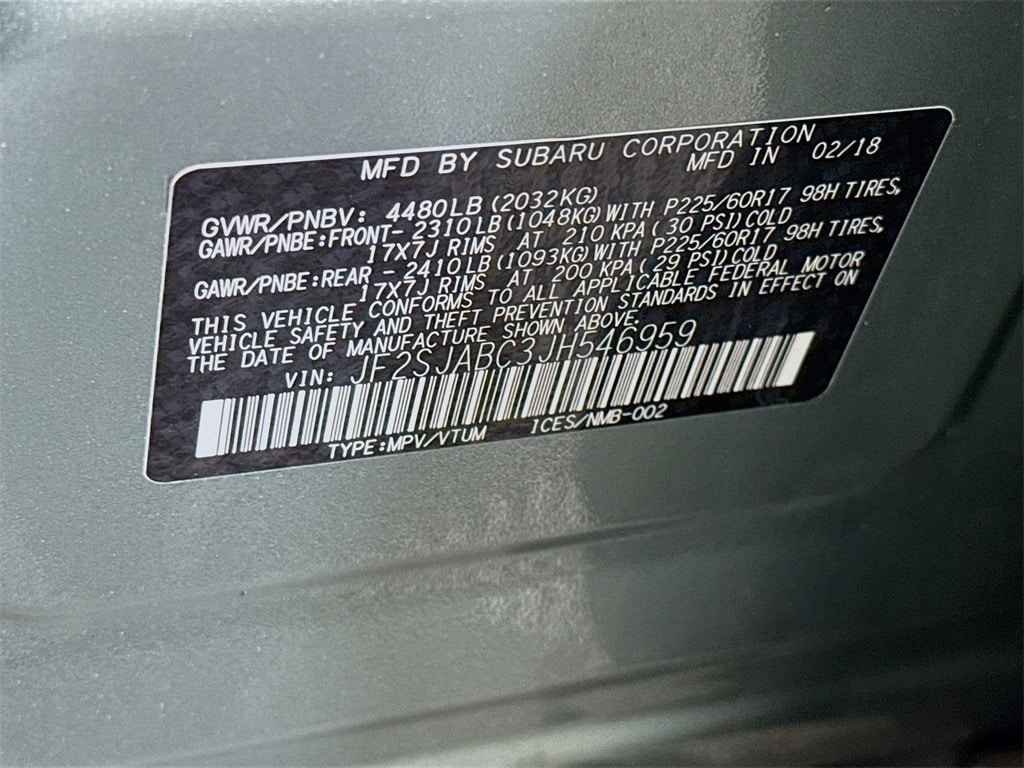 MFD BY SUBARU CORPORATION
MFD IN 02/18
GVWR/PNBV: 4480LB (2032KG)
GAWR/PNBE:FRONT- 2310LB (1048KG) WITH P225/60R17 98H TIRES,
17X7J RIMS AT 210 KPA (30 PSI) COLD
GAWR/PNBE:REAR - 2410LB (1093KG) WITH P225/60R17 98H TIRES,
17X7J RIMS AT 200 KPA (29 PSI) COLD
THIS VEHICLE CONFORMS TO ALL APPLICABLE FEDERAL MOTOR
VEHICLE SAFETY AND THEFT PREVENTION STANDARDS IN EFFECT ON
THE DATE OF MANUFACTURE SHOWN ABOVE.
VIN: JF2SJABC3JH546959
TYPE:MPV/VTUM ICES/NMB-002